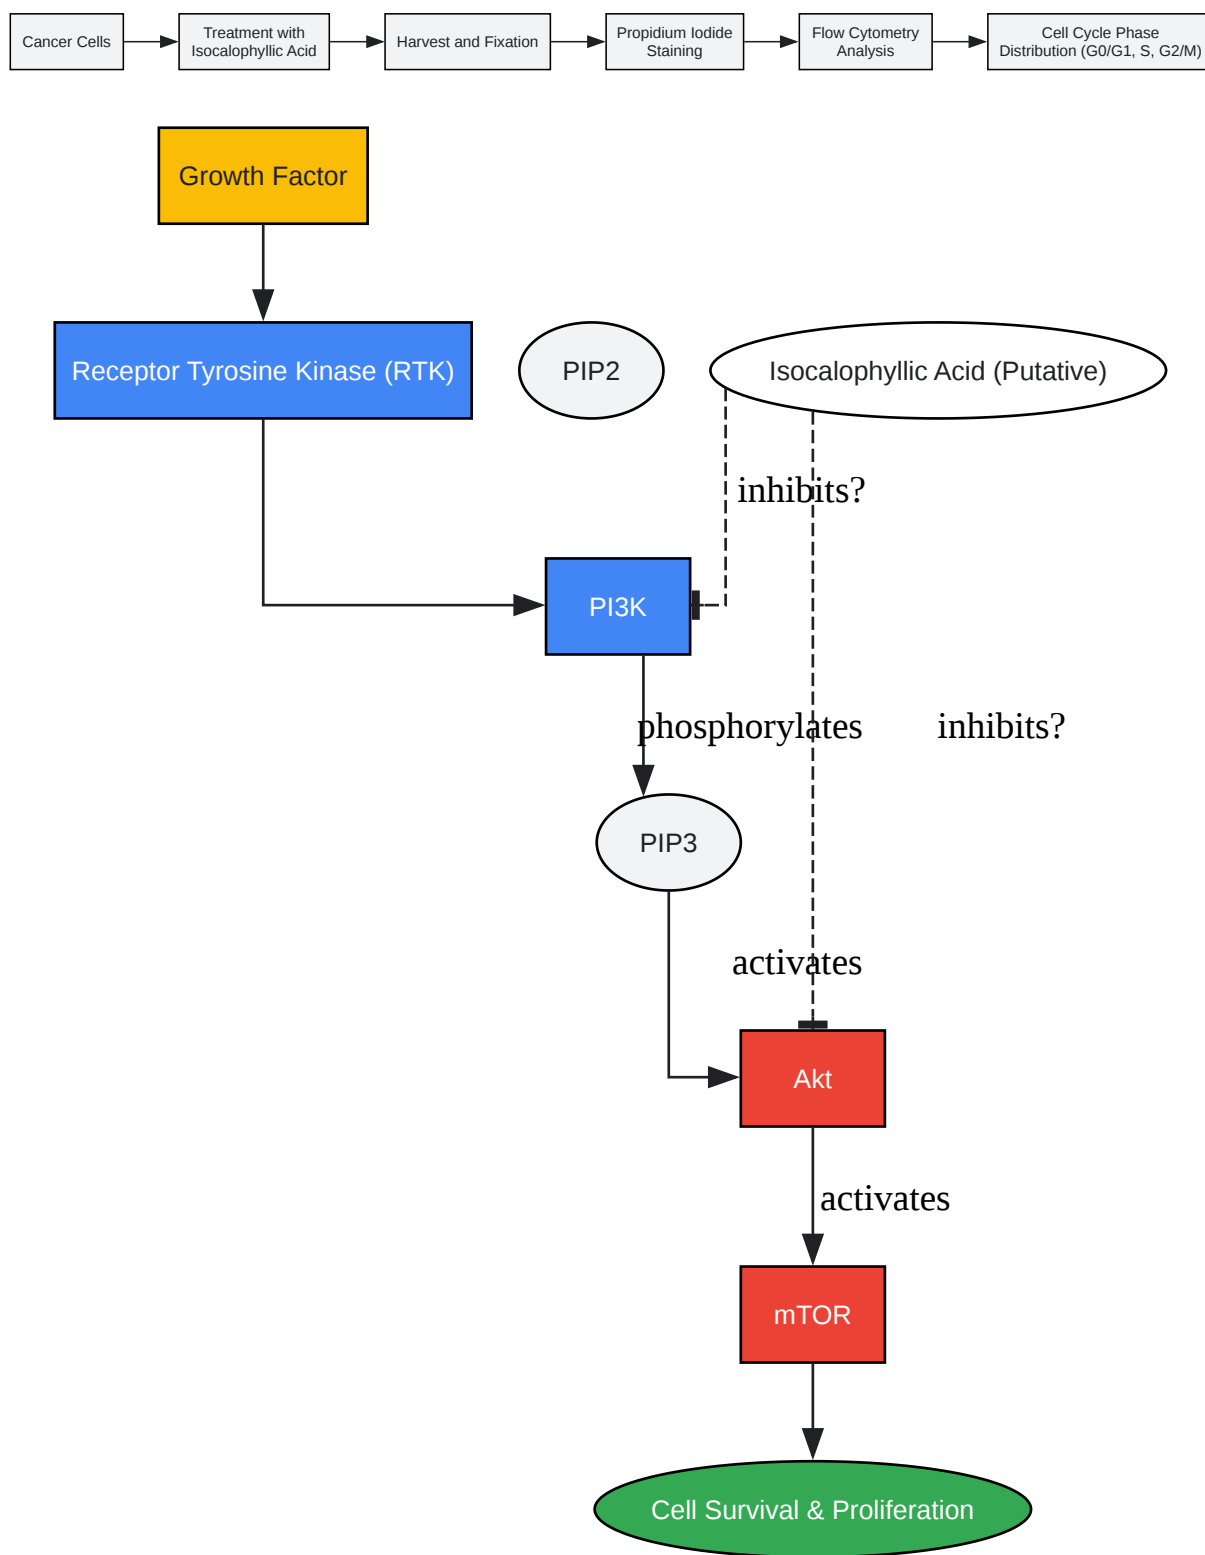 Cancer Cells
Treatment with
Isocalophyllic Acid
Harvest and Fixation
Propidium Iodide
Staining
Flow Cytometry
Analysis
Cell Cycle Phase
Distribution (G0/G1, S, G2/M)
Growth Factor
Receptor Tyrosine Kinase (RTK)
PIP2
Isocalophyllic Acid (Putative)
inhibits?
PI3K
phosphorylates
inhibits?
PIP3
activates
Akt
activates
mTOR
Cell Survival & Proliferation